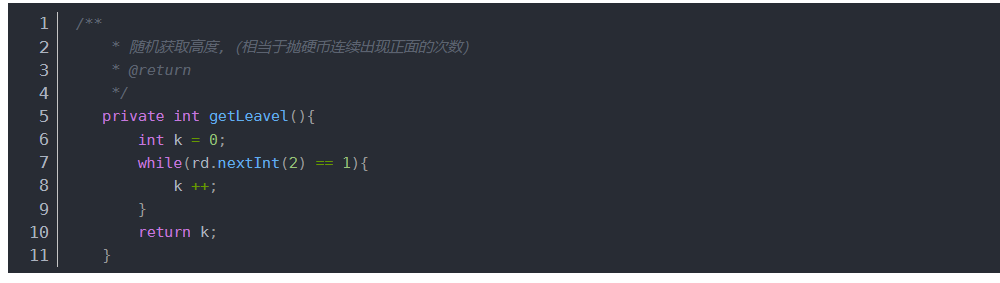 1 /**
2 * 随机获取高度, (相当于抛硬币连续出现正面的次数)
3 * @return
4 */
5 private int getLeavel(){
6 int k = 0;
7 while(rd.nextInt(2) == 1){
8 k ++;
9 }
10 return k;
11 }